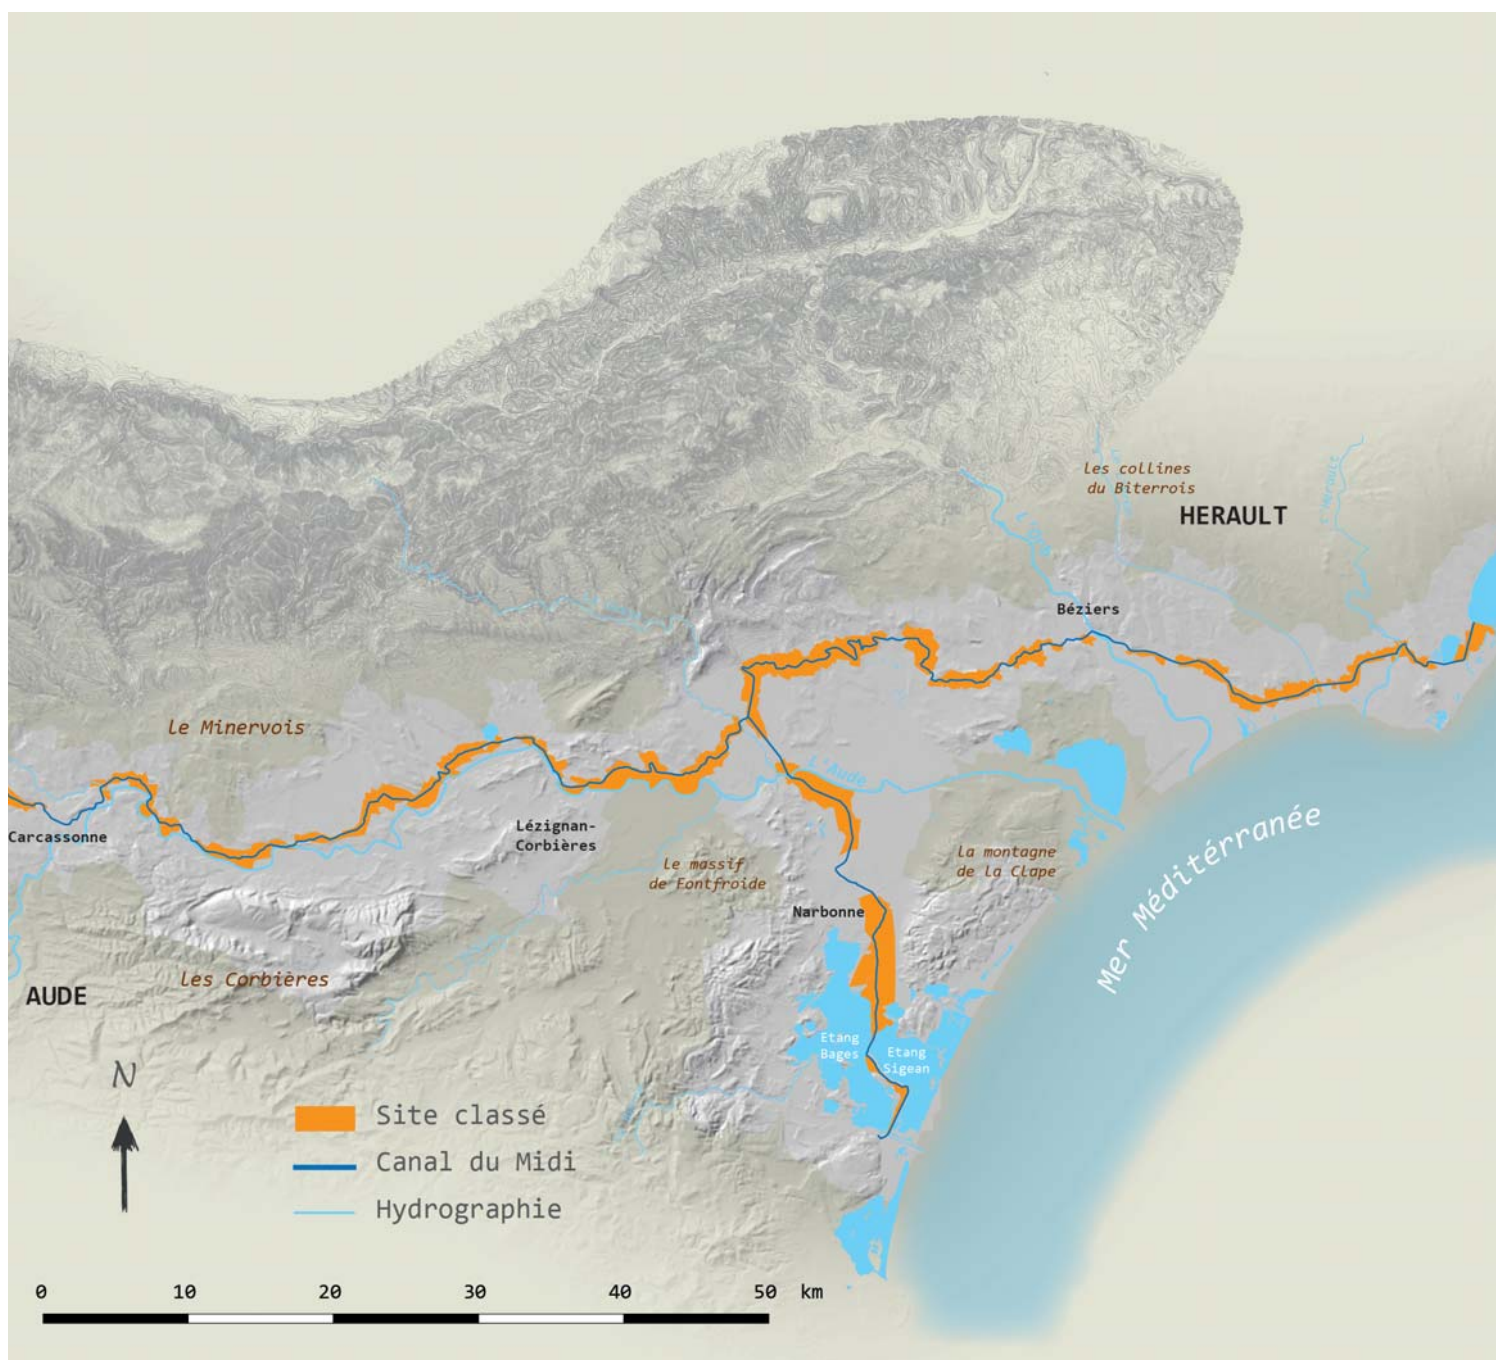 les collines
du Biterrois
HERAULT
L'Hérault
Orb
Béziers
le Minervois
L'Aude
Carcassonne
Lézignan-
Corbières
le massif
de Fontfroide
la montagne
de la Clape
Mer Méditérranée
Narbonne
les Corbières
AUDE
Etang
Bages
Etang
Sigean
N
Site classé
Canal du Midi
Hydrographie
0 10 20 30 40 50 km